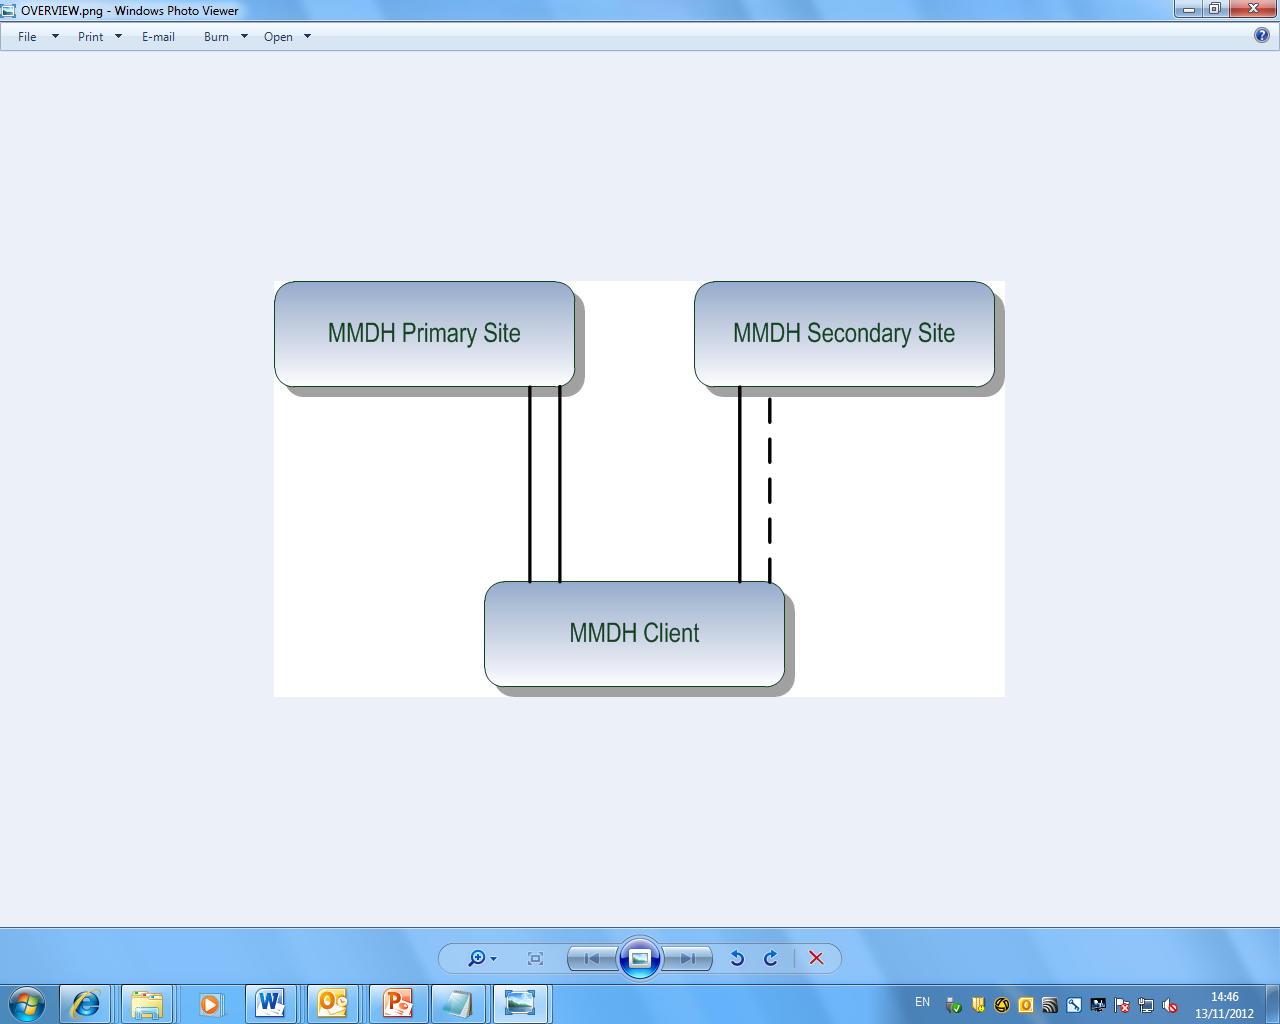 OVERVIEW.png - Windows Photo Viewer
File Print E-mail Burn Open
MMDH Primary Site
MMDH Secondary Site
MMDH Client
EN
14:46
13/11/2012